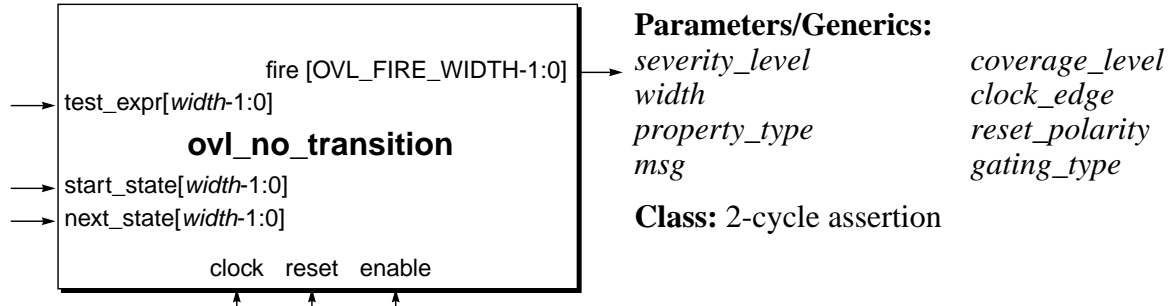 fire [OVL_FIRE_WIDTH-1:0]
test_expr[width-1:0]
ovl_no_transition
start_state[width-1:0]
next_state[width-1:0]
clock reset enable
Parameters/Generics:
severity_level coverage_level
width clock_edge
property_type reset_polarity
msg gating_type
Class: 2-cycle assertion